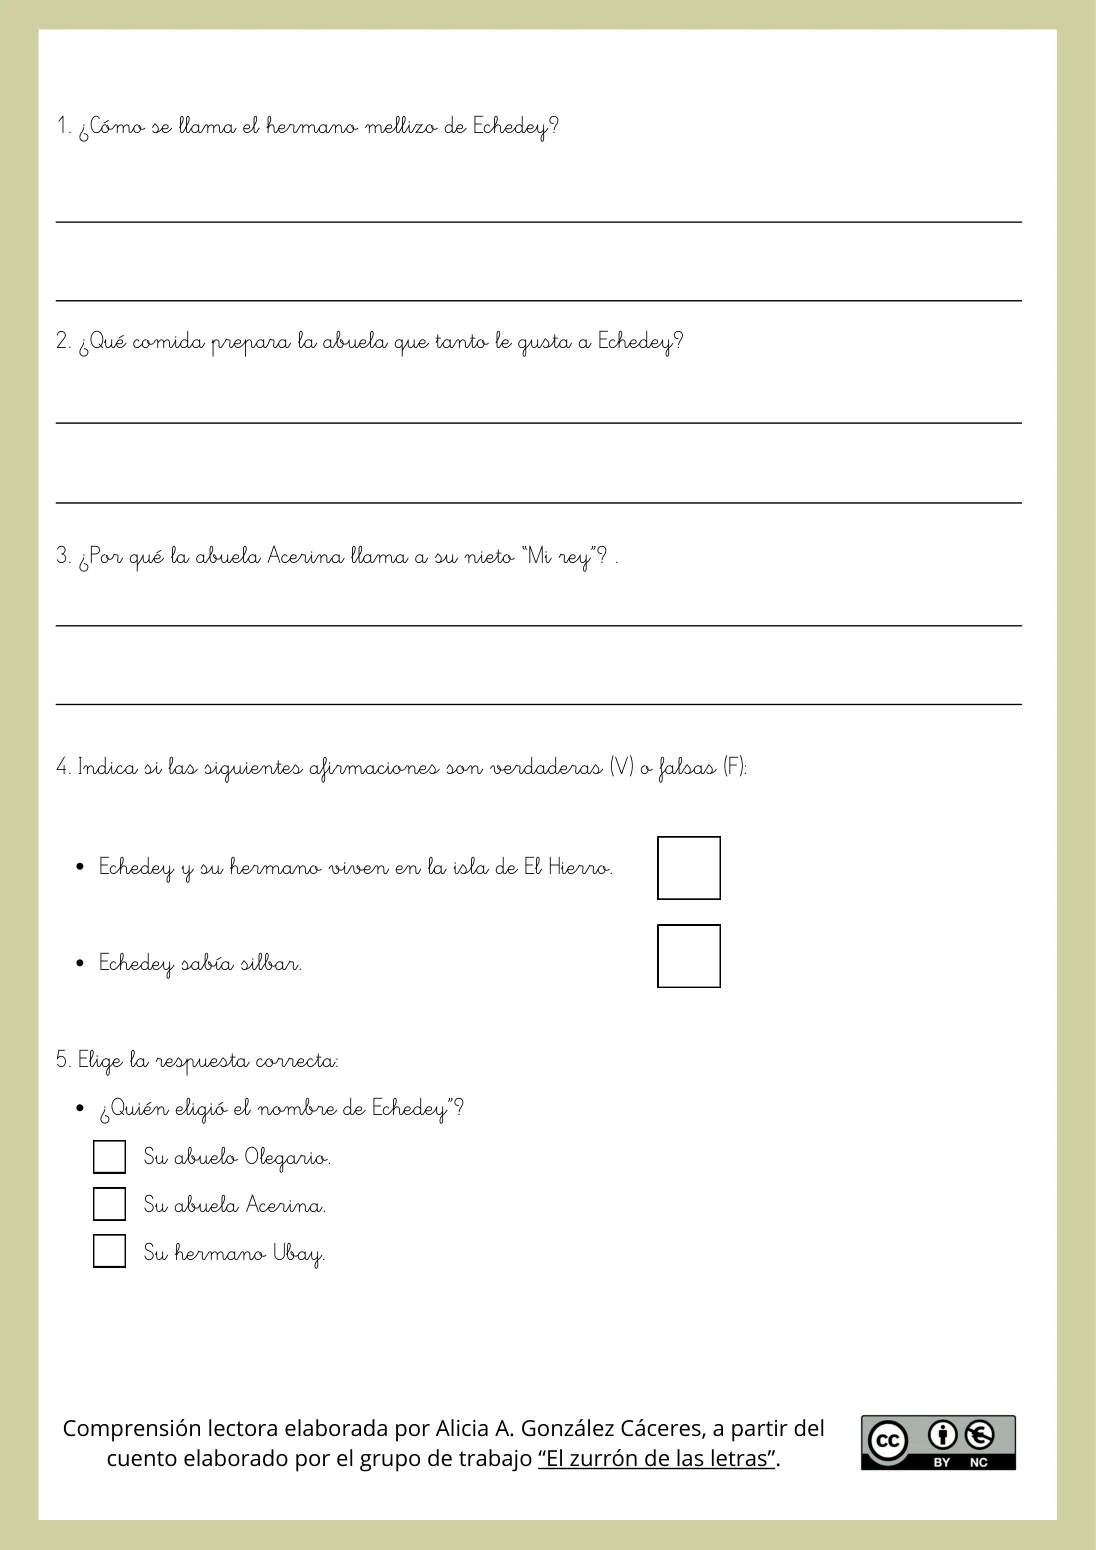 1. ¿Cómo se llama el hermano mellizo de Echedey?
2. ¿Qué comida prepara la abuela que tanto le gusta a Echedey?
3. ¿Por qué la abuela Acerina llama a su nieto “Mi rey”? .
4. Indica si las siguientes afirmaciones son verdaderas (V) o falsas (F):
• Echedey y su hermano viven en la isla de El Hierro.
• Echedey sabía silbar.
5. Elige la respuesta correcta:
• ¿Quién eligió el nombre de Echedey”?
Su abuelo Olegario.
Su abuela Acerina.
Su hermano Ubay.
Comprensión lectora elaborada por Alicia A. González Cáceres, a partir del
cuento elaborado por el grupo de trabajo “El zurrón de las letras”.
cc
BY NC